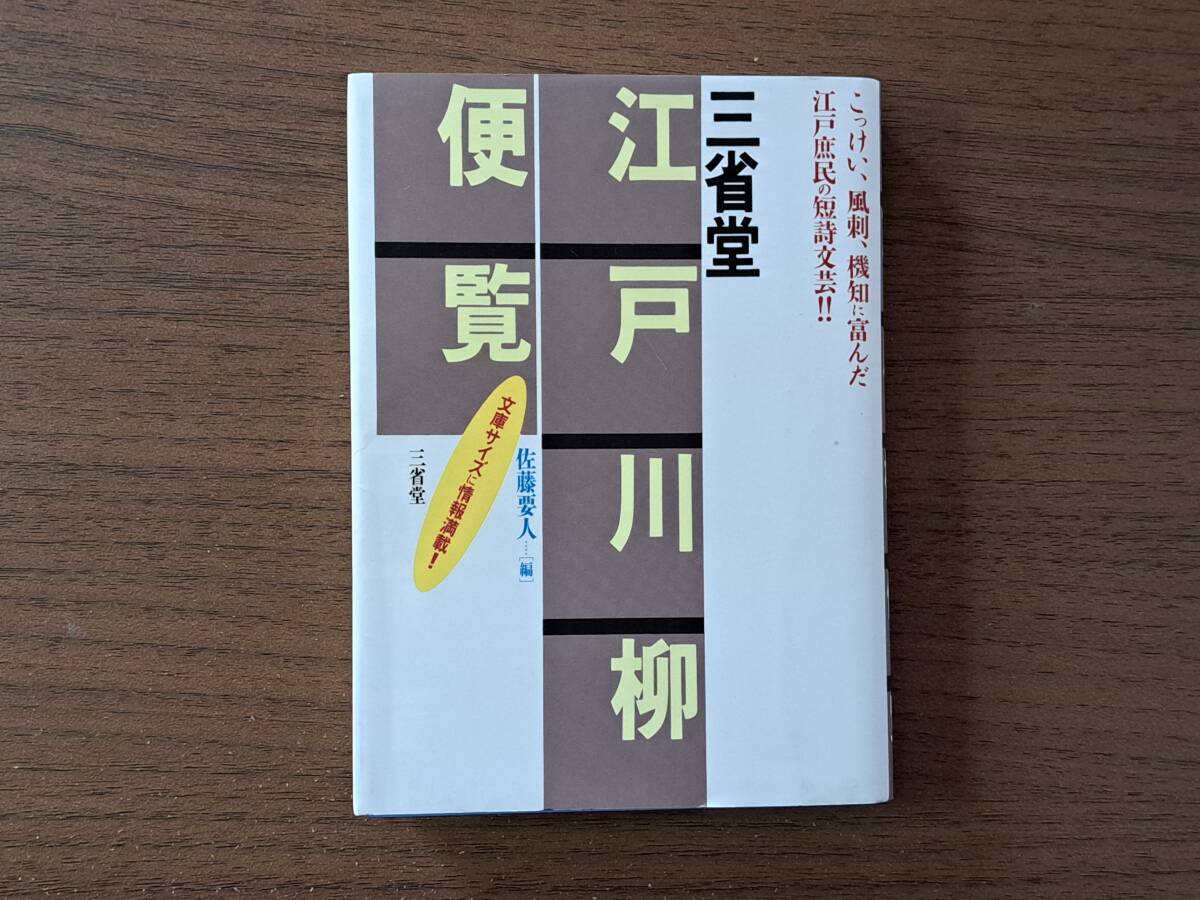 こっけい、風刺、機知に富んだ
江戸庶民の短詩文芸!!
三省堂
江戸川柳
便覧
佐藤要人……[編]
文庫サイズに情報満載!
三省堂